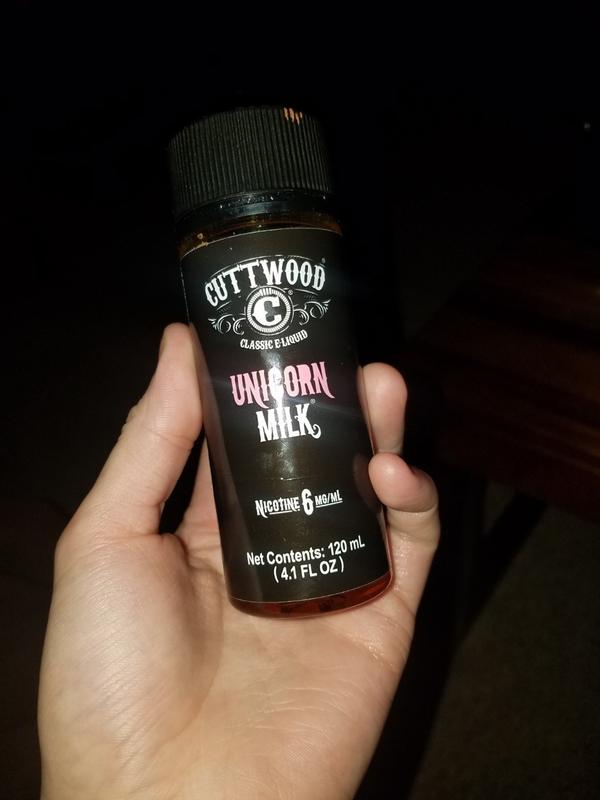 CUTTWOOD®
C®
CLASSIC E-LIQUID
UNICORN
MILK®
NICOTINE 6 MG/ML
Net Contents: 120 mL
( 4.1 FL OZ )